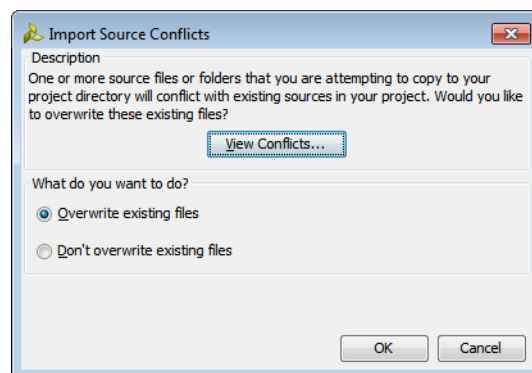 Import Source Conflicts
Description
One or more source files or folders that you are attempting to copy to your
project directory will conflict with existing sources in your project. Would you like
to overwrite these existing files?
View Conflicts...
What do you want to do?
Overwrite existing files
Don't overwrite existing files
OK
Cancel